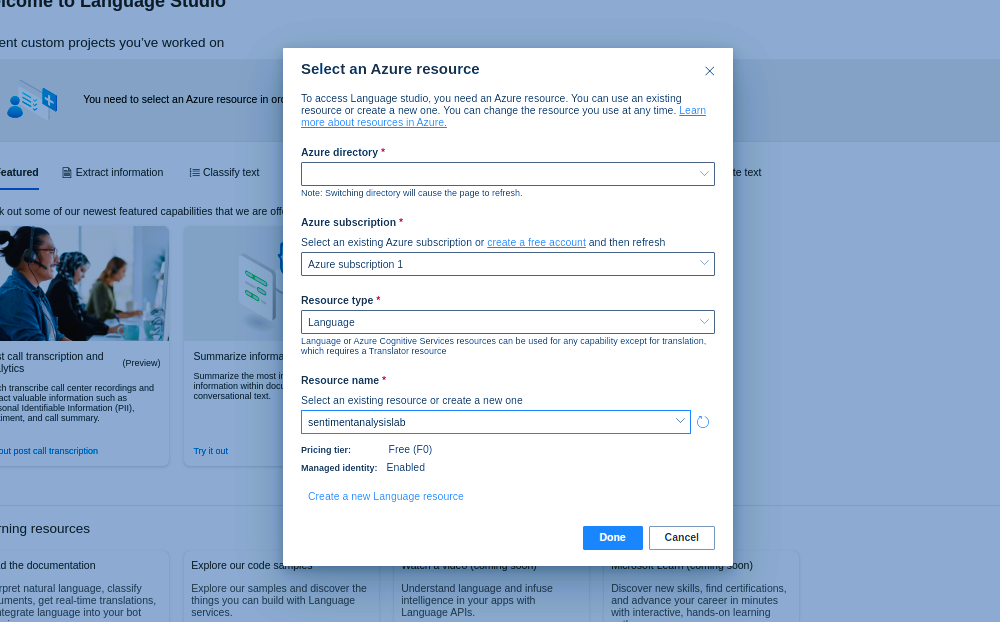 lcome to Language Studio
ent custom projects you've worked on
You need to select an Azure resource in or
Featured
Extract information
Classify text
te text
k out some of our newest featured capabilities that we are off
t call transcription and
lytics
(Preview)
ch transcribe call center recordings and
act valuable information such as
sonal Identifiable Information (PII),
timent, and call summary.
out post call transcription
Summarize informa
Summarize the most in
information within docu
conversational text.
Try it out
Select an Azure resource
To access Language studio, you need an Azure resource. You can use an existing
resource or create a new one. You can change the resource you use at any time. Learn
more about resources in Azure.
Azure directory *
Note: Switching directory will cause the page to refresh.
Azure subscription *
Select an existing Azure subscription or create a free account and then refresh
Azure subscription 1
Resource type *
Language
Language or Azure Cognitive Services resources can be used for any capability except for translation,
which requires a Translator resource
Resource name *
Select an existing resource or create a new one
sentimentanalysislab
Pricing tier: Free (F0)
Managed identity: Enabled
Create a new Language resource
Done
Cancel
rning resources
d the documentation
rpret natural language, classify
uments, get real-time translations,
ntegrate language into your bot
Explore our code samples
Explore our samples and discover the
things you can build with Language
services.
Watch a video (coming soon)
Understand language and infuse
intelligence in your apps with
Language APIs.
Microsoft Learn (coming soon)
Discover new skills, find certifications,
and advance your career in minutes
with interactive, hands-on learning